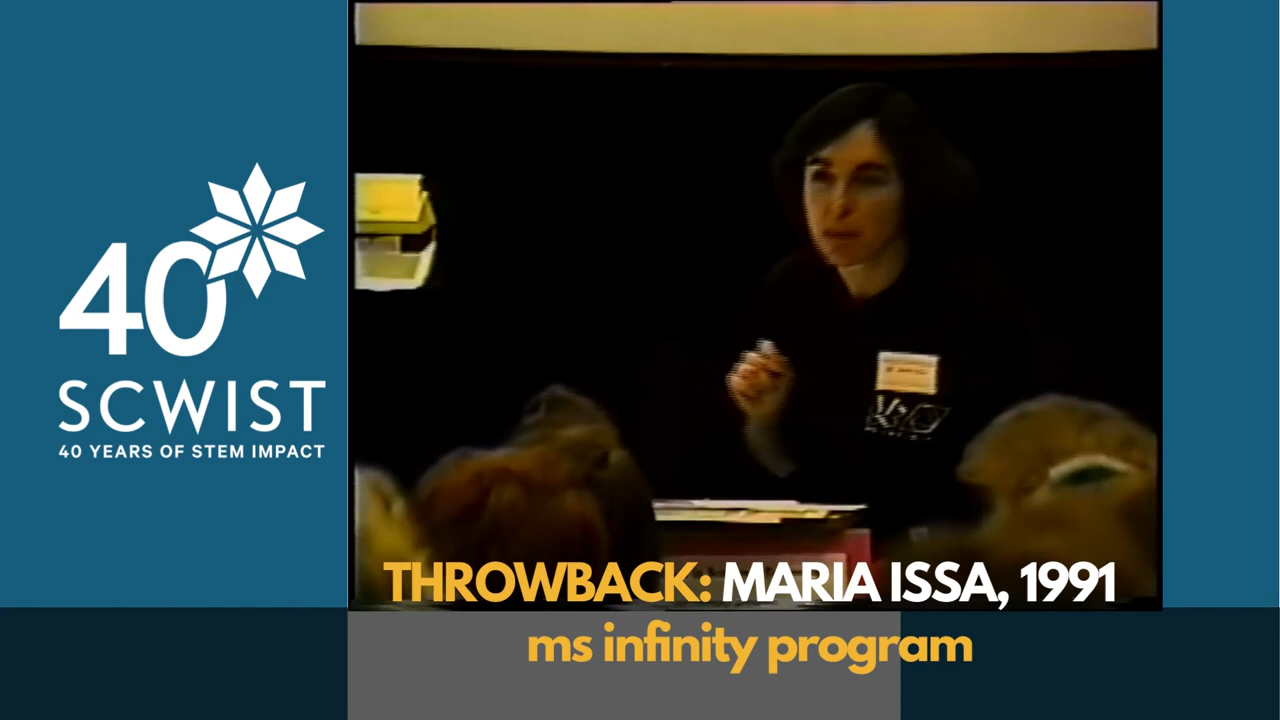 40
SCWIST
40 YEARS OF STEM IMPACT
THROWBACK: MARIA ISSA, 1991
ms infinity program